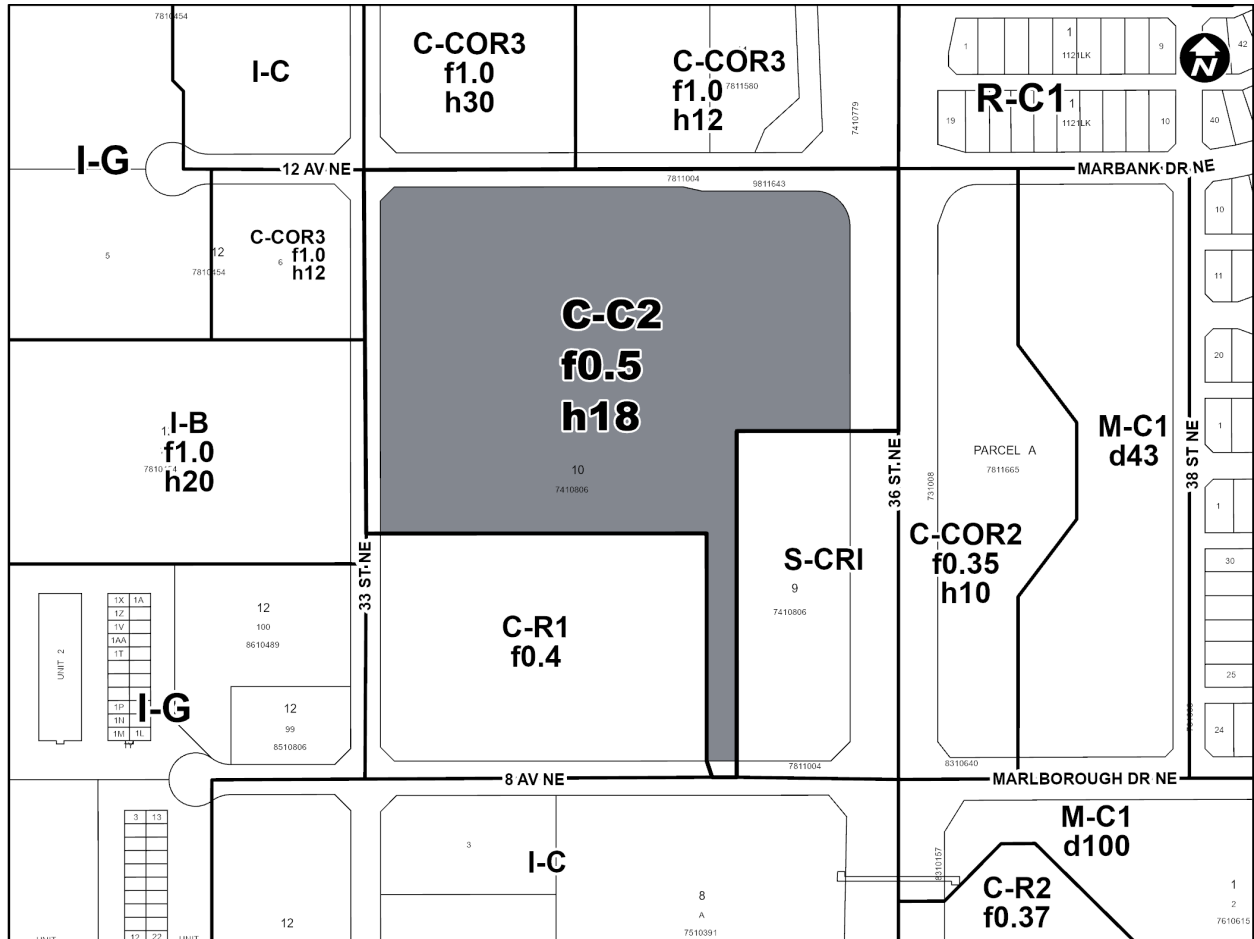 7810454
I-C
C-COR3
f1.0
h30
C-COR3
f1.0
h12
7811580
7410779
1
1
9
1121LK
42
N
R-C1
19
1
1121LK
10
40
I-G
12 AV NE
MARBANK DR NE
7811004
9811643
5
12
7810454
C-COR3
f1.0
h12
6
10
11
20
1
1
30
25
24
C-C2
f0.5
h18
10
7410806
I-B
f1.0
h20
36 ST NE
731008
PARCEL A
7811665
M-C1
d43
38 ST NE
C-COR2
f0.35
h10
S-CRI
9
7410806
33 ST NE
C-R1
f0.4
UNIT 2
1X
1A
1Z
1V
1AA
1T
1P
1N
1M
1L
12
100
8610489
I-G
12
99
8510806
7811004
8310640
8 AV NE
MARLBOROUGH DR NE
3
13
12
22
12
3
I-C
8
A
7510391
8310157
M-C1
d100
C-R2
f0.37
1
2
7610615
UNIT
UNIT